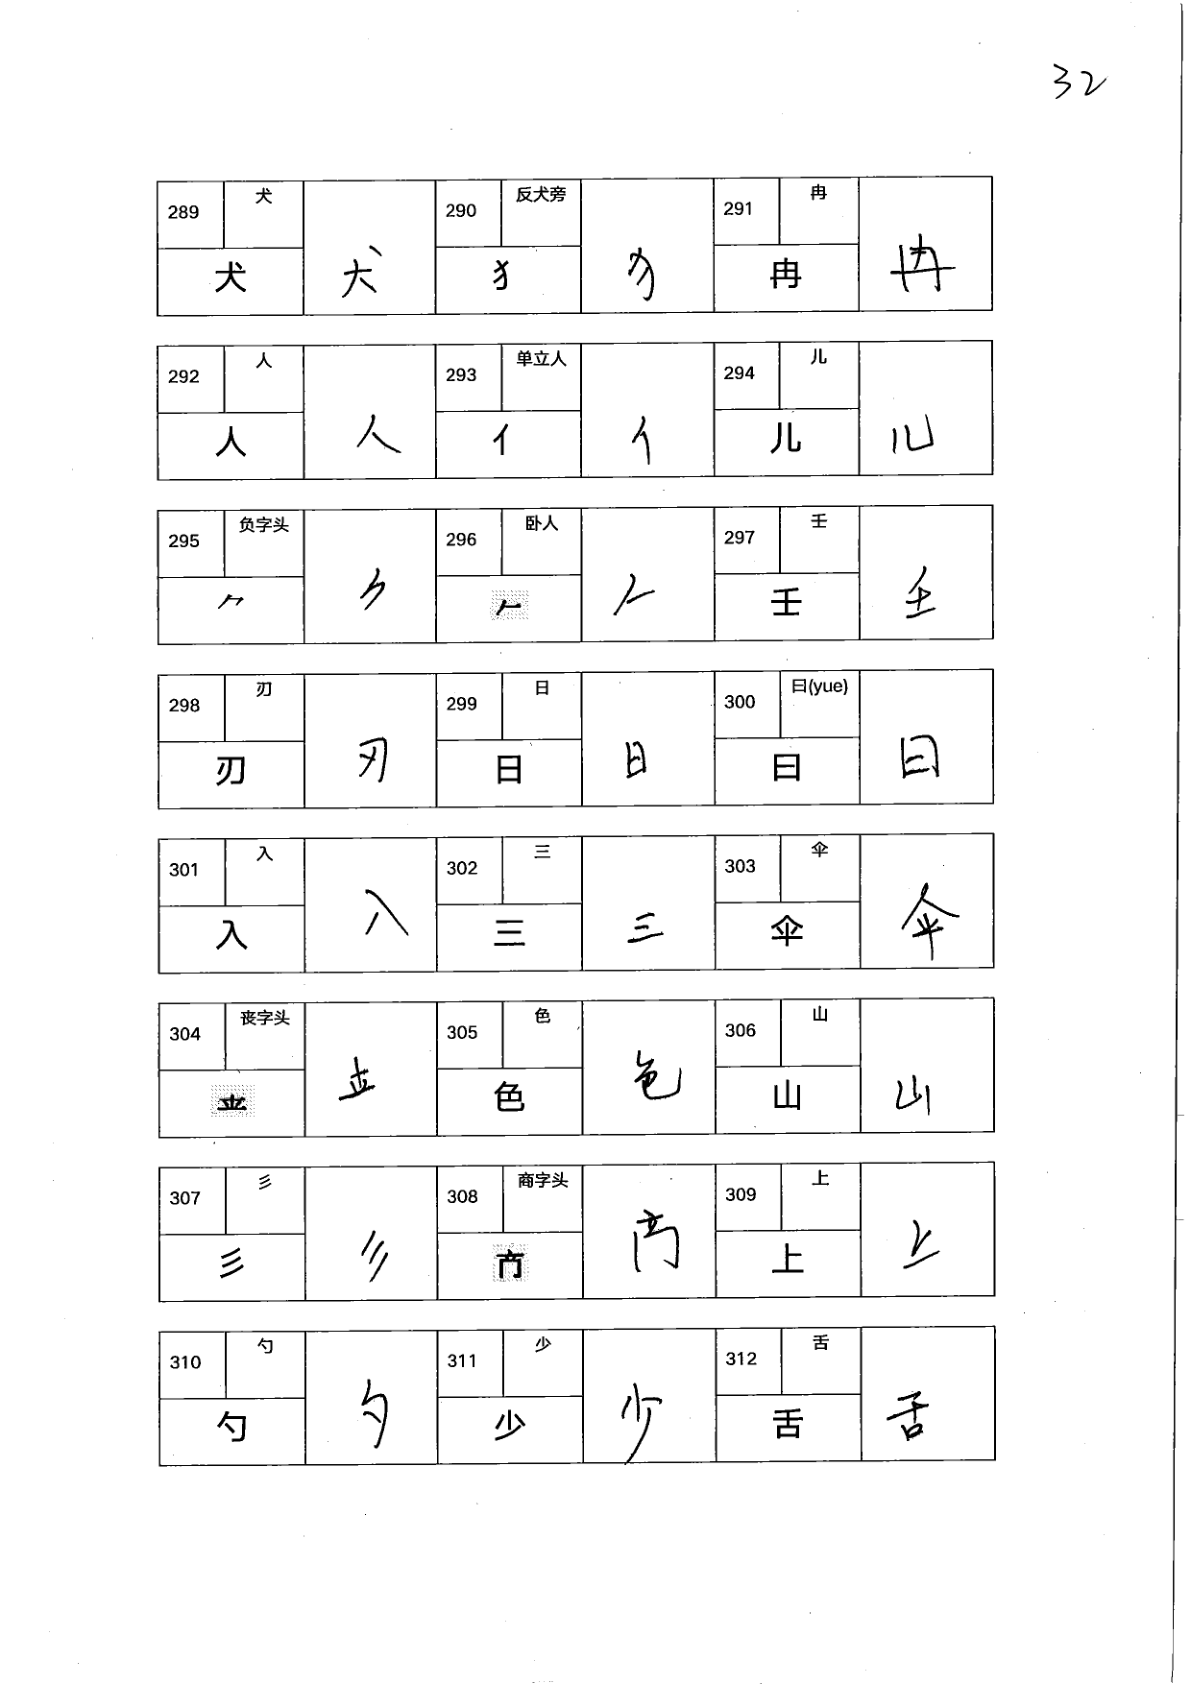 32
289 犬 犬 290 反犬旁 犭 291 冉 冉
犬 犭 冉
292 人 人 293 单立人 亻 294 儿 儿
人 亻 儿
295 负字头 ⺈ 296 卧人 𠂉 297 壬 壬
⺈ 𠂉 壬
298 刃 刃 299 日 日 300 曰(yue) 曰
刃 日 曰
301 入 入 302 三 三 303 伞 伞
入 三 伞
304 丧字头 305 色 色 306 山 山
色 山
307 彡 彡 308 商字头 309 上 上
彡 上
310 勺 勺 311 少 少 312 舌 舌
勺 少 舌